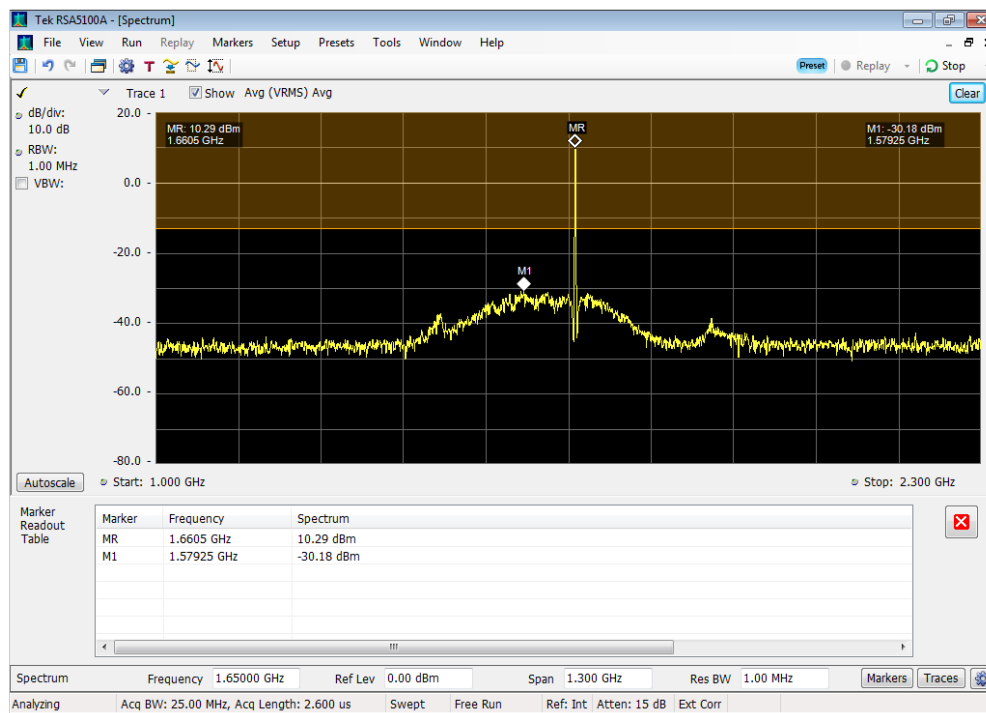 Tek RSA5100A - [Spectrum]
File View Run Replay Markers Setup Presets Tools Window Help
T Preset Replay Stop
Trace 1 Show Avg (VRMS) Avg Clear
dB/div:
10.0 dB
RBW:
1.00 MHz
VBW:
20.0
0.0
-20.0
-40.0
-60.0
-80.0
MR: 10.29 dBm
1.6605 GHz
MR
M1: -30.18 dBm
1.57925 GHz
M1
Autoscale Start: 1.000 GHz Stop: 2.300 GHz
Marker
Readout
Table
Marker Frequency Spectrum
MR 1.6605 GHz 10.29 dBm
M1 1.57925 GHz -30.18 dBm
Spectrum Frequency 1.65000 GHz Ref Lev 0.00 dBm Span 1.300 GHz Res BW 1.00 MHz Markers Traces
Analyzing Acq BW: 25.00 MHz, Acq Length: 2.600 us Swept Free Run Ref: Int Atten: 15 dB Ext Corr